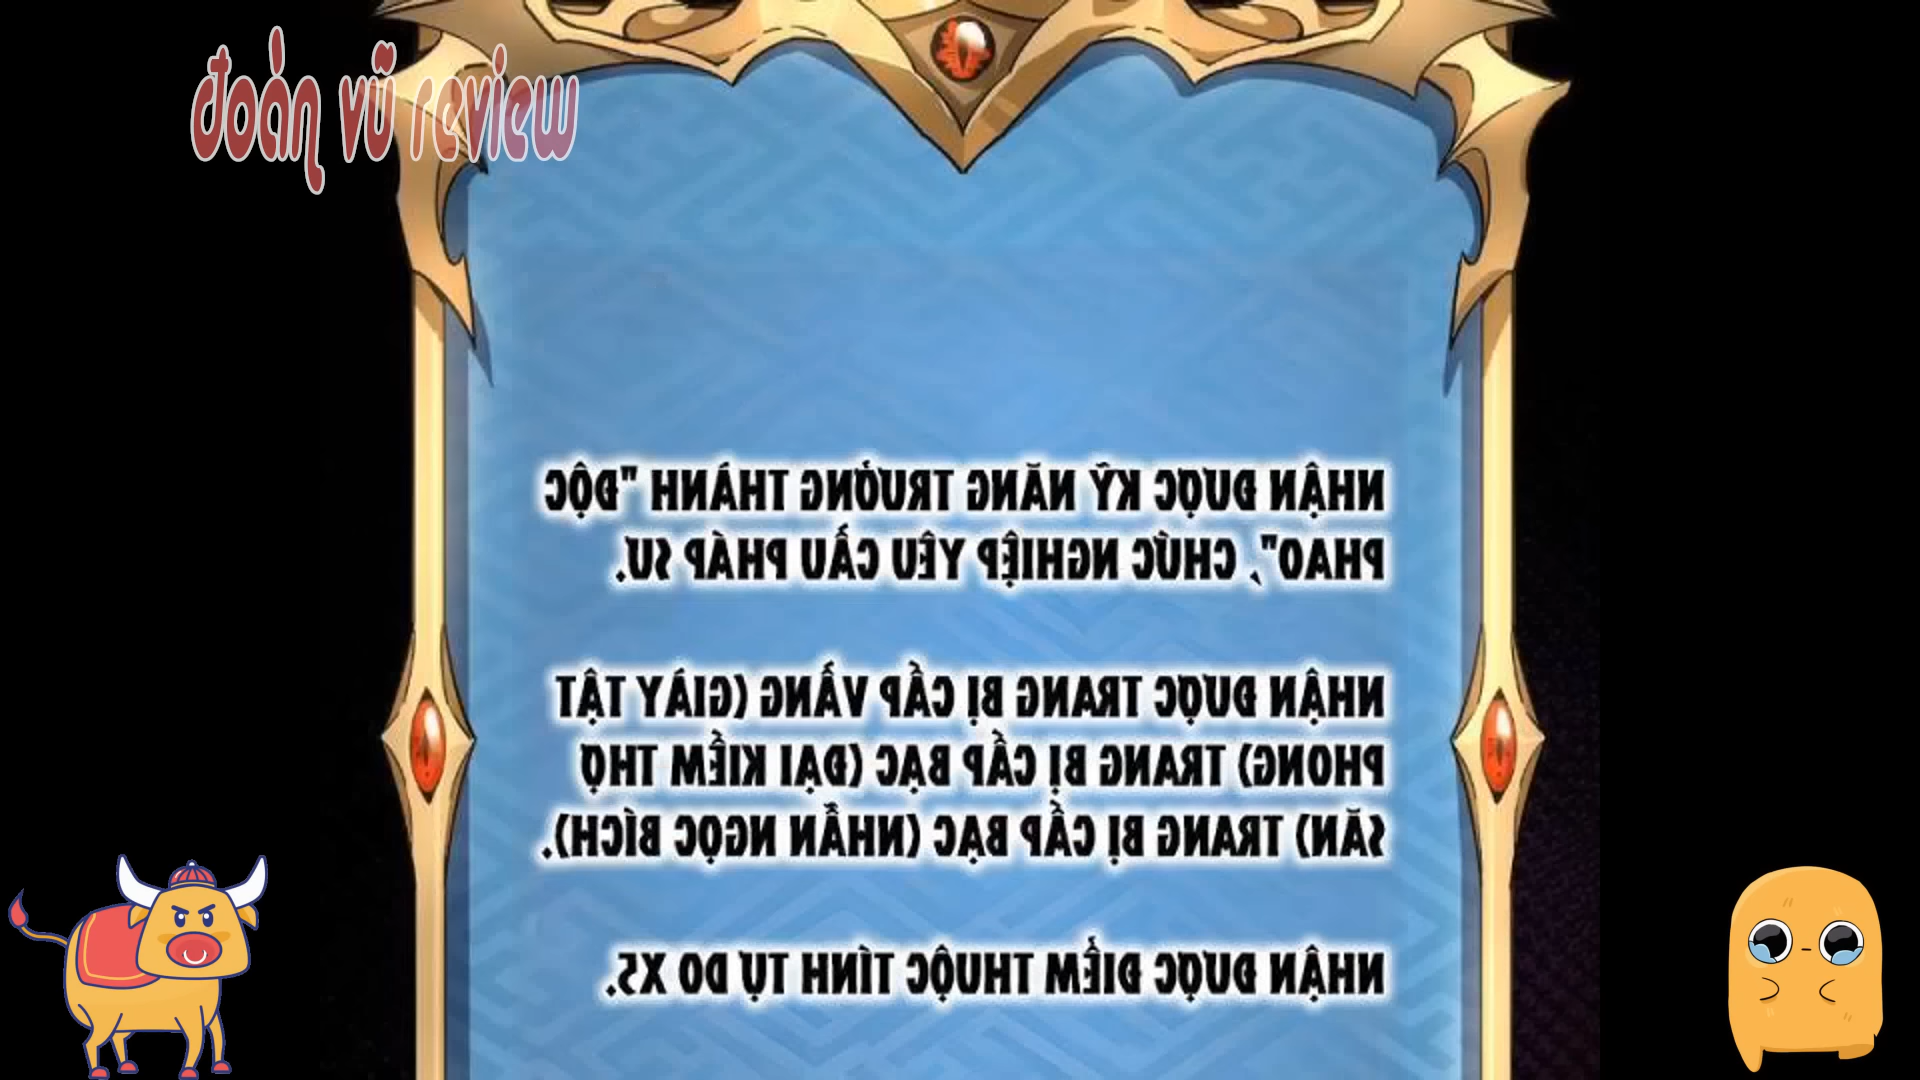 đoản vũ review
NHẬN ĐƯỢC KỸ NĂNG TRƯỞNG THÀNH "ĐỘC
PHAO", CHỨC NGHIỆP YÊU CẦU PHÁP SƯ.
NHẬN ĐƯỢC TRANG BỊ CẤP VÀNG (GIÀY TẬT
PHONG) TRANG BỊ CẤP BẠC (ĐẠI KIẾM THỢ
SĂN) TRANG BỊ CẤP BẠC (NHẪN NGỌC BÍCH).
NHẬN ĐƯỢC ĐIỂM THUỘC TÍNH TỰ DO X5.